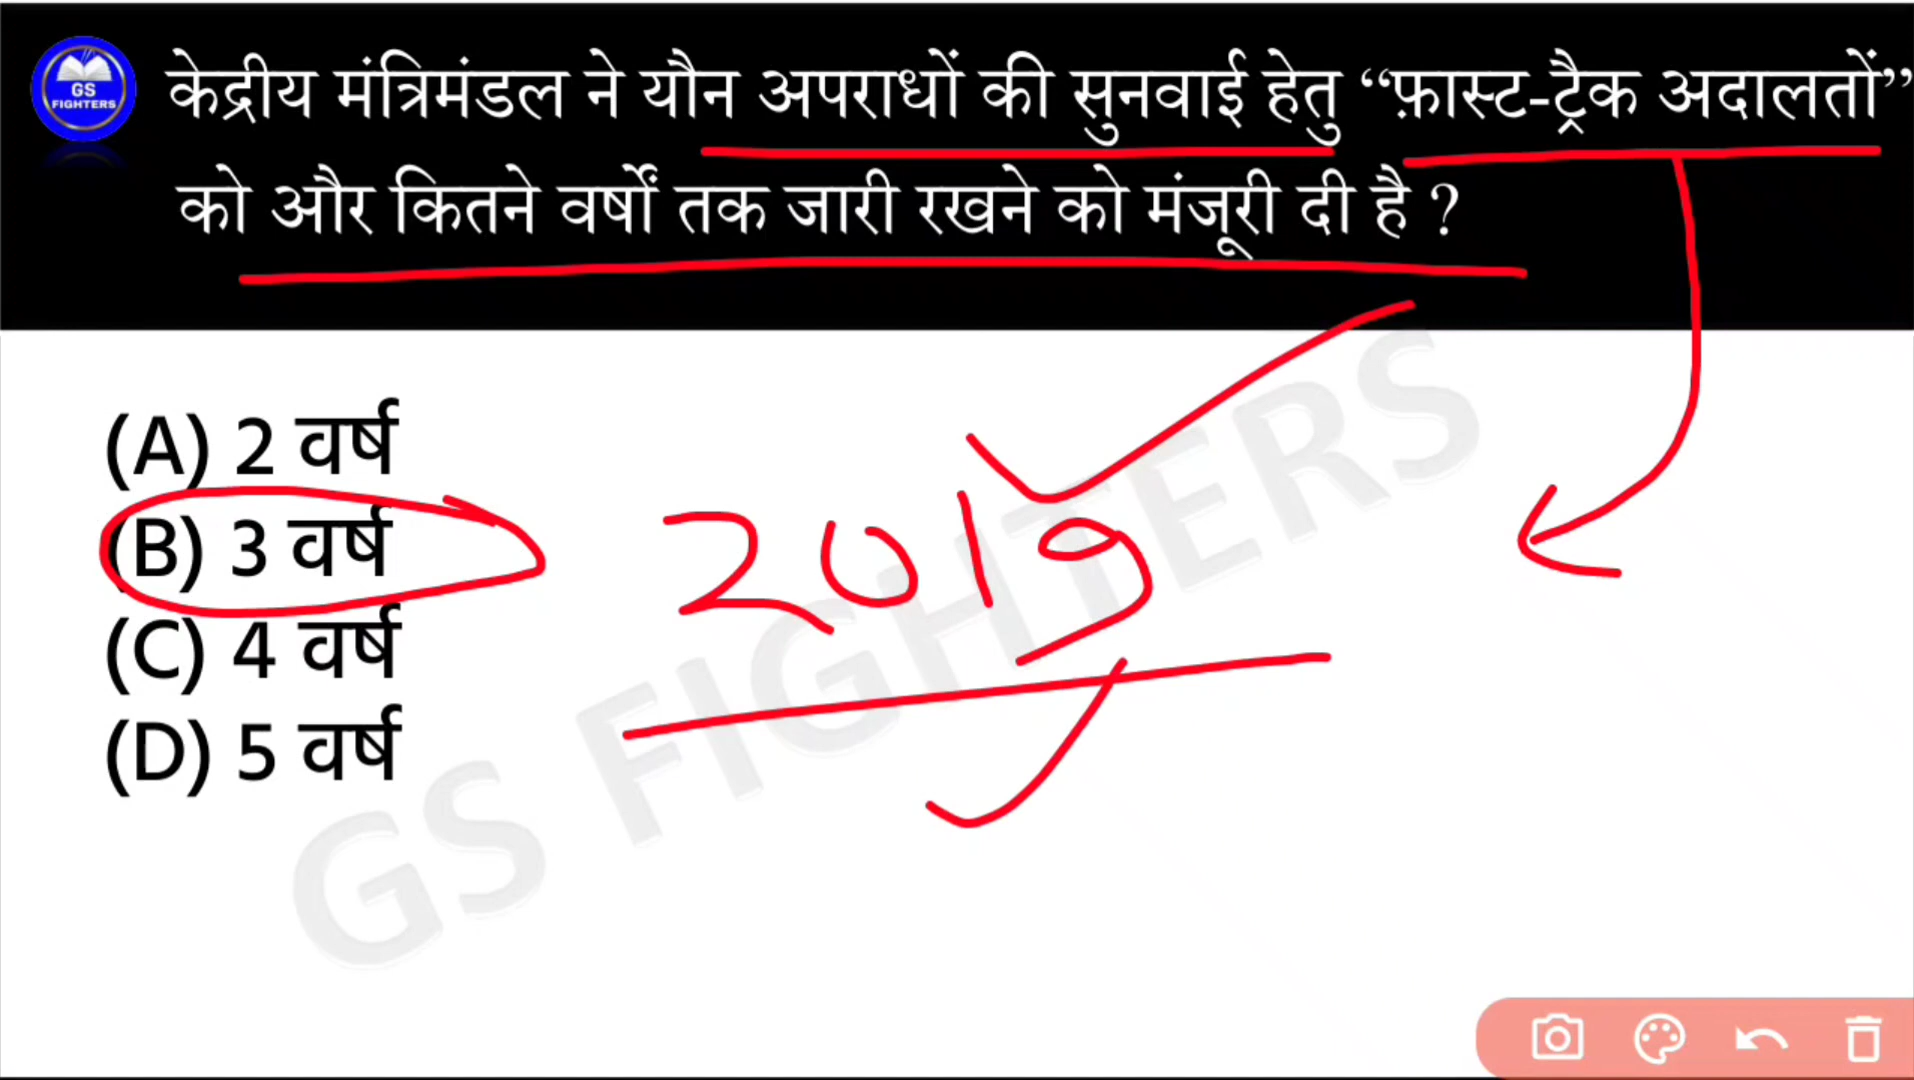 GS
FIGHTERS
केद्रीय मंत्रिमंडल ने यौन अपराधों की सुनवाई हेतु “फ़ास्ट-ट्रैक अदालतों”
को और कितने वर्षों तक जारी रखने को मंजूरी दी है ?
(A) 2 वर्ष
(B) 3 वर्ष
(C) 4 वर्ष
(D) 5 वर्ष
2019
GS FIGHTERS